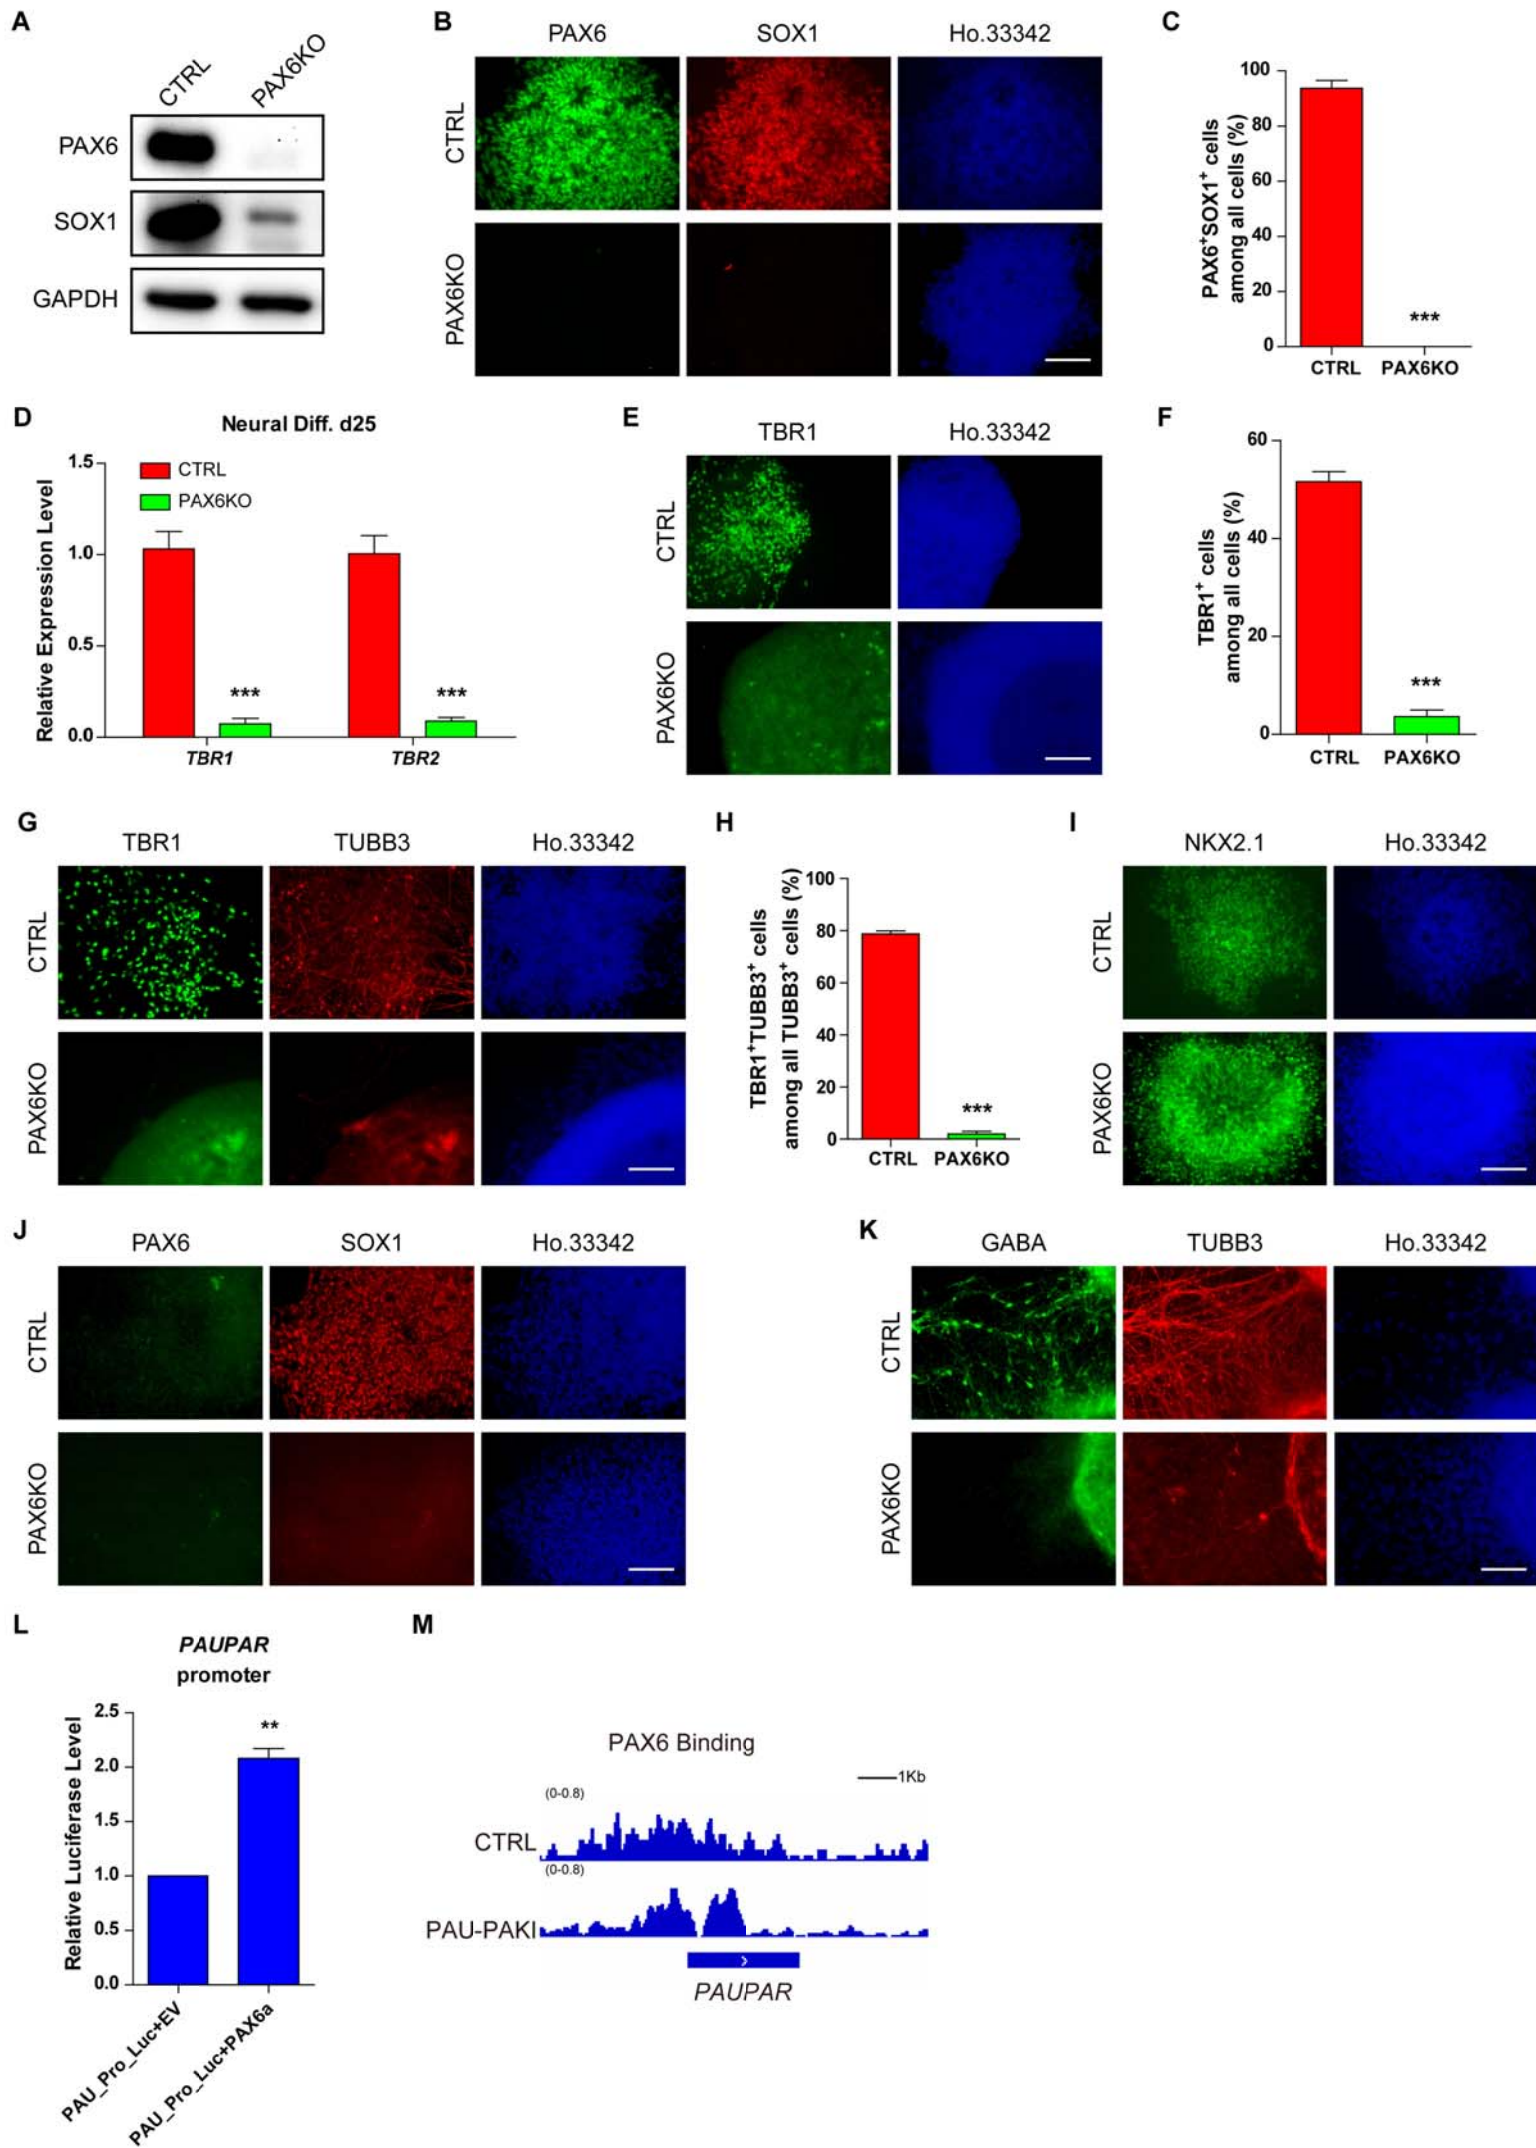 A
CTRL
PAX6KO
PAX6
SOX1
GAPDH
B
PAX6
SOX1
Ho.33342
CTRL
PAX6KO
C
PAX6+SOX1+ cells
among all cells (%)
100
80
60
40
20
0
***
CTRL
PAX6KO
D
Neural Diff. d25
Relative Expression Level
1.5
1.0
0.5
0.0
CTRL
PAX6KO
***
***
TBR1
TBR2
E
TBR1
Ho.33342
CTRL
PAX6KO
F
TBR1+ cells
among all cells (%)
60
40
20
0
***
CTRL
PAX6KO
G
TBR1
TUBB3
Ho.33342
CTRL
PAX6KO
H
TBR1+TUBB3+ cells
among all TUBB3+ cells (%)
100
80
60
40
20
0
***
CTRL
PAX6KO
I
NKX2.1
Ho.33342
CTRL
PAX6KO
J
PAX6
SOX1
Ho.33342
CTRL
PAX6KO
K
GABA
TUBB3
Ho.33342
CTRL
PAX6KO
L
PAUPAR
promoter
Relative Luciferase Level
2.5
2.0
1.5
1.0
0.5
0.0
**
PAU_Pro_Luc+EV
PAU_Pro_Luc+PAX6a
M
PAX6 Binding
1Kb
(0-0.8)
CTRL
(0-0.8)
PAU-PAKI
PAUPAR